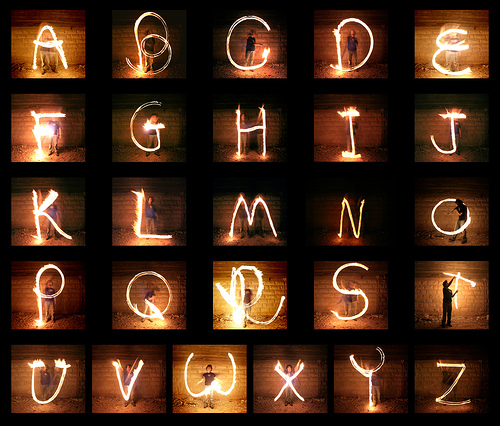 A B C D E
F G H I J
K L M N O
P Q R S T
U V W X Y Z